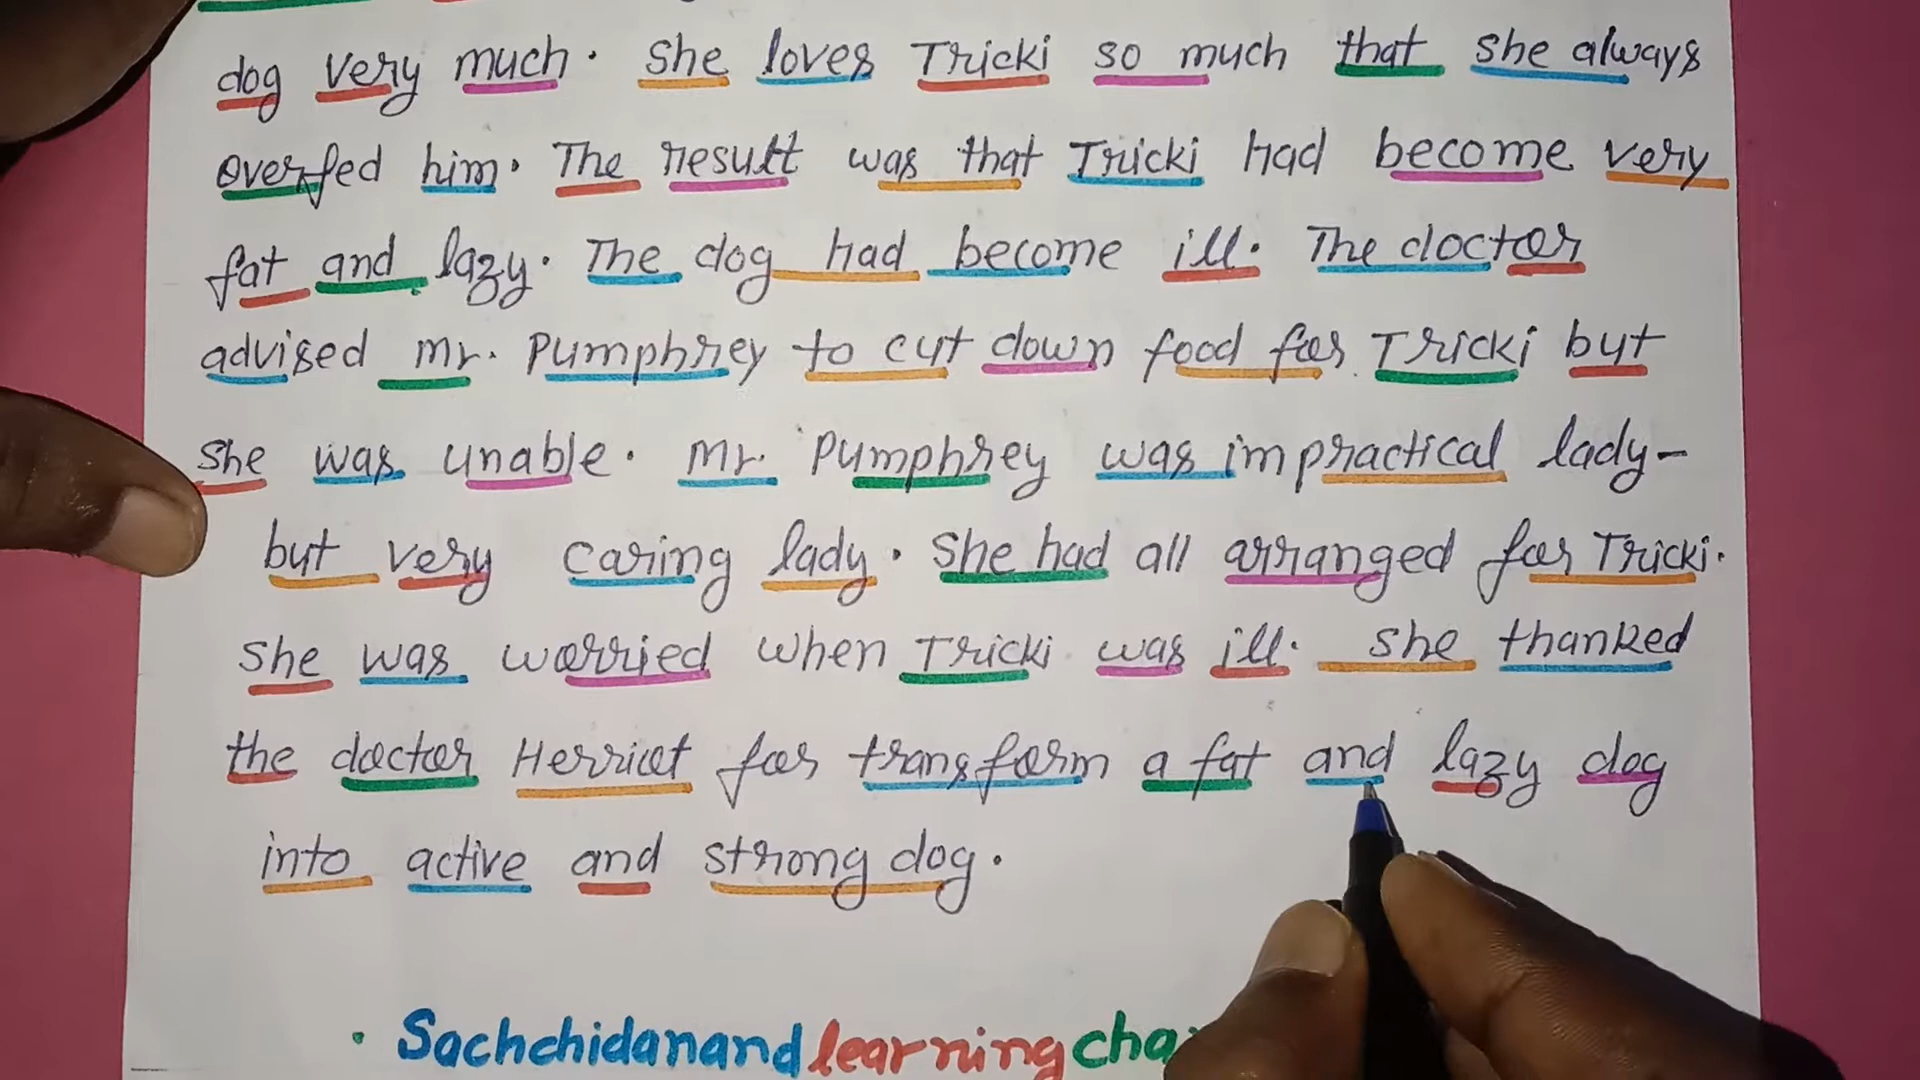 dog very much. She loves Tricki so much that she always
overfed him. The result was that Tricki had become very
fat and lazy. The dog had become ill. The doctor
advised Mr. Pumphrey to cut down food for Tricki but
she was unable. Mr. Pumphrey was impractical lady-
but very caring lady. She had all arranged for Tricki.
She was worried when Tricki was ill. She thanked
the doctor Herriot for transform a fat and lazy dog
into active and strong dog.
. Sachchidanand learning cha